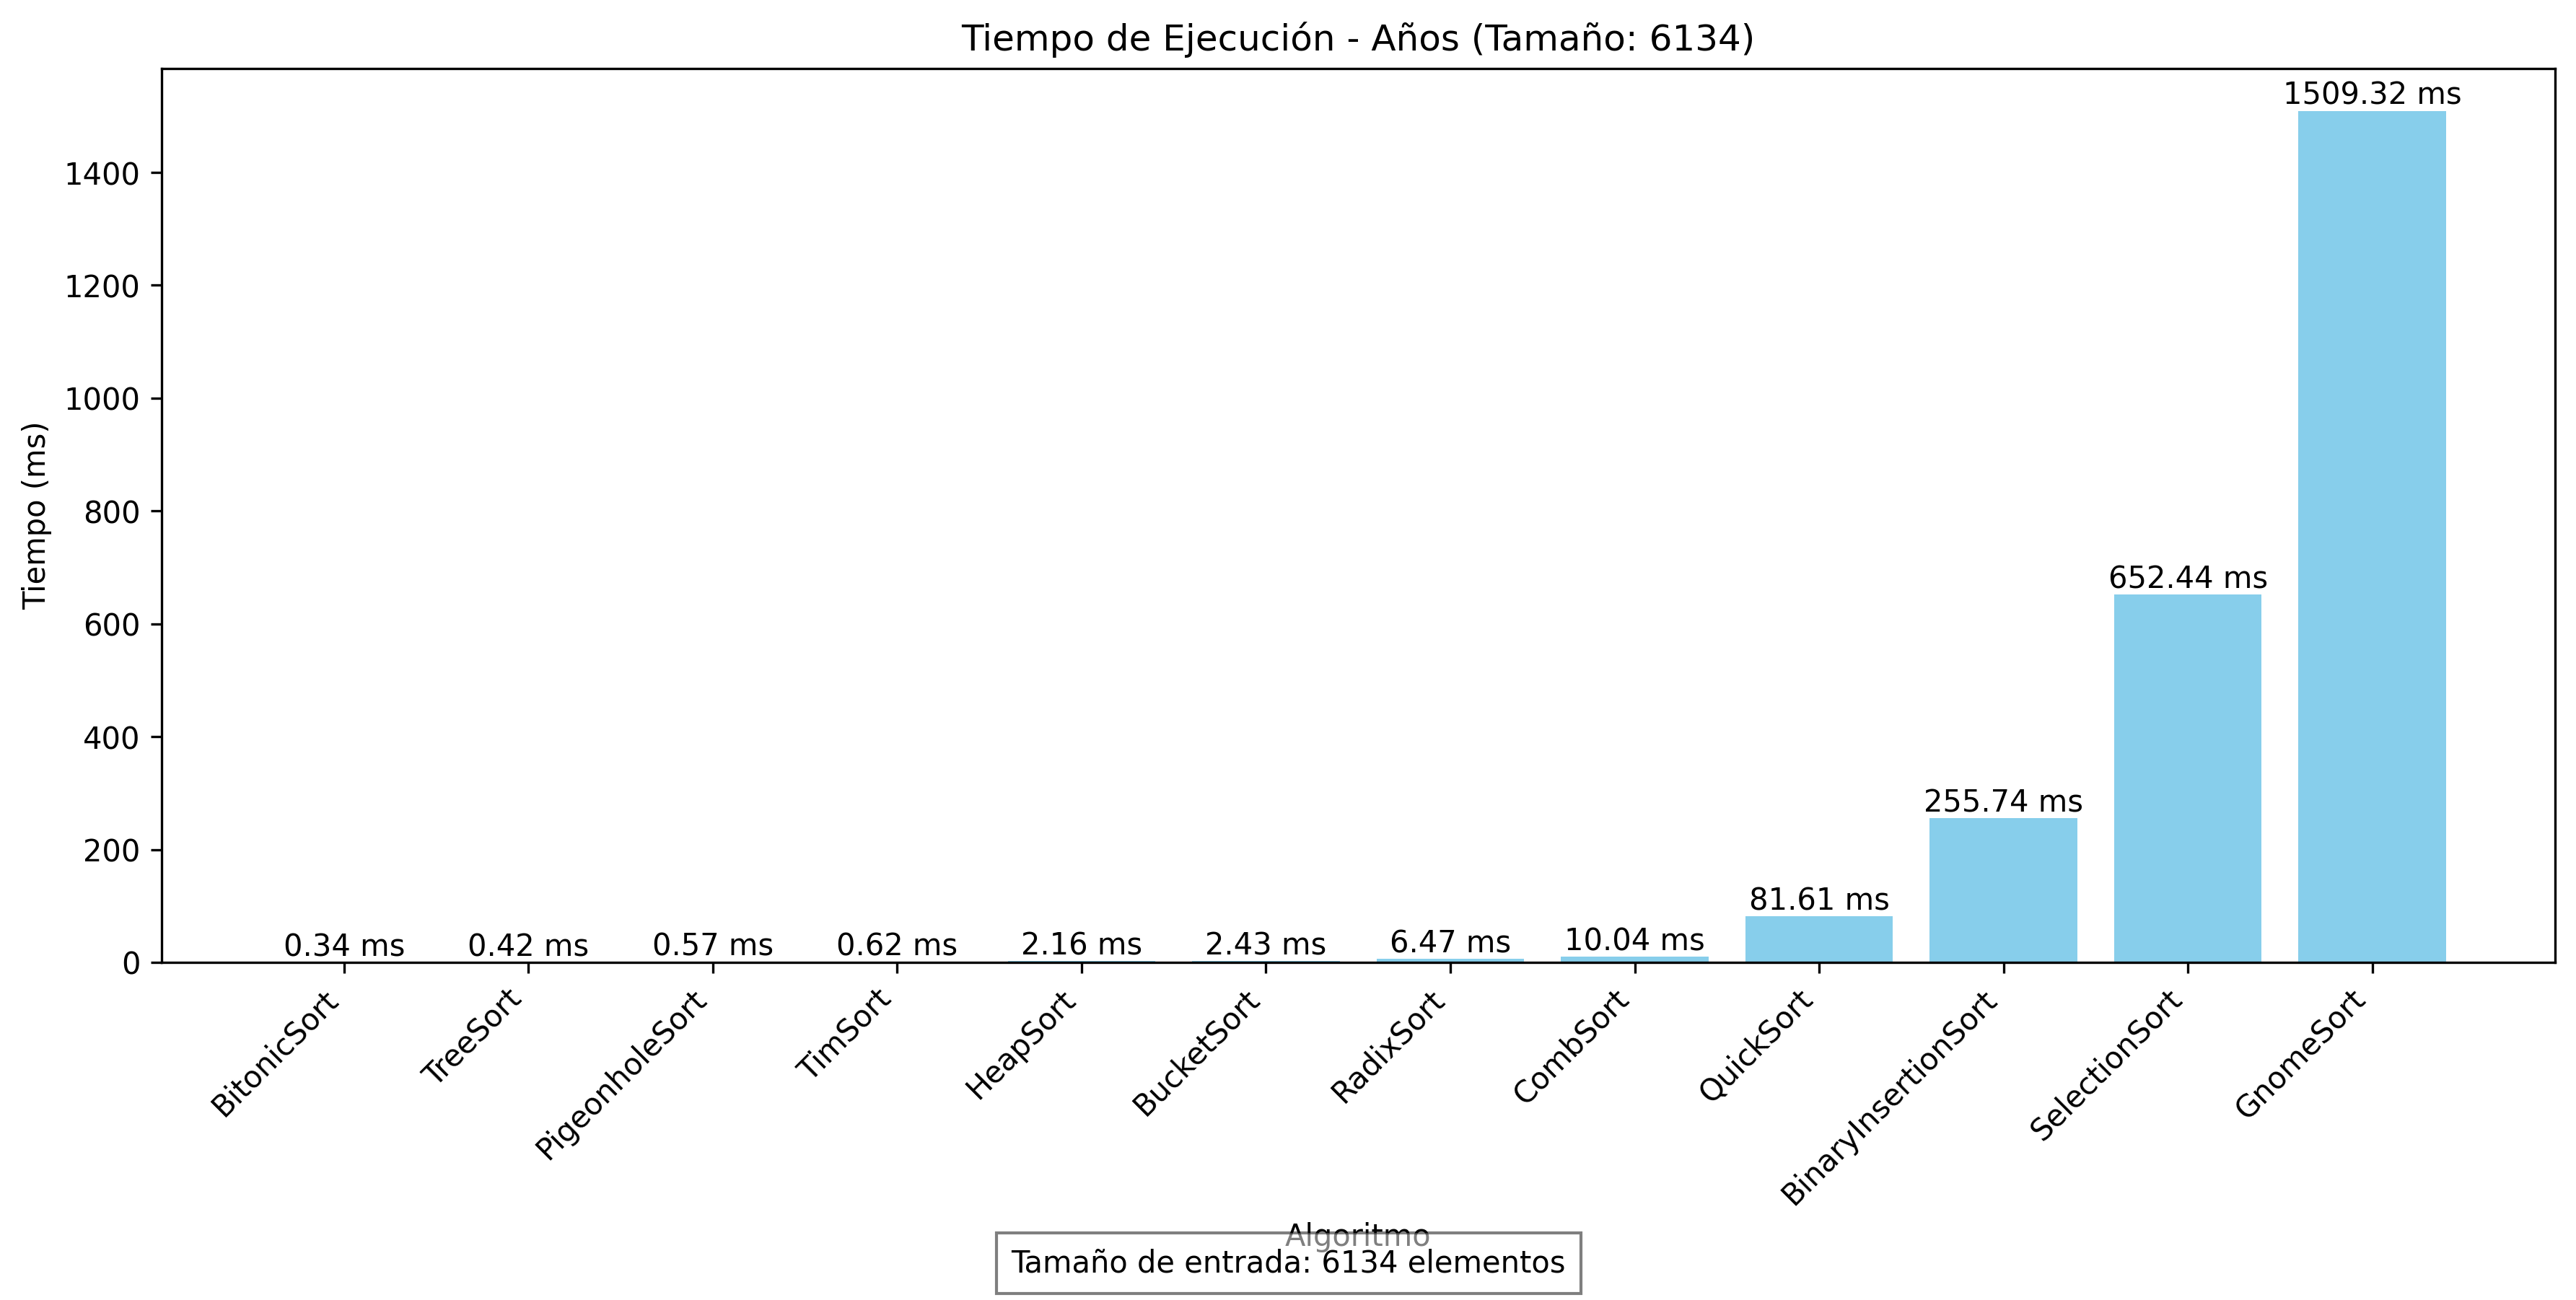 Tiempo de Ejecución - Años (Tamaño: 6134)
Tiempo (ms)
1400
1200
1000
800
600
400
200
0
0.34 ms
0.42 ms
0.57 ms
0.62 ms
2.16 ms
2.43 ms
6.47 ms
10.04 ms
81.61 ms
255.74 ms
652.44 ms
1509.32 ms
BitonicSort
TreeSort
PigeonholeSort
TimSort
HeapSort
BucketSort
RadixSort
CombSort
QuickSort
BinaryInsertionSort
SelectionSort
GnomeSort
Algoritmo
Tamaño de entrada: 6134 elementos